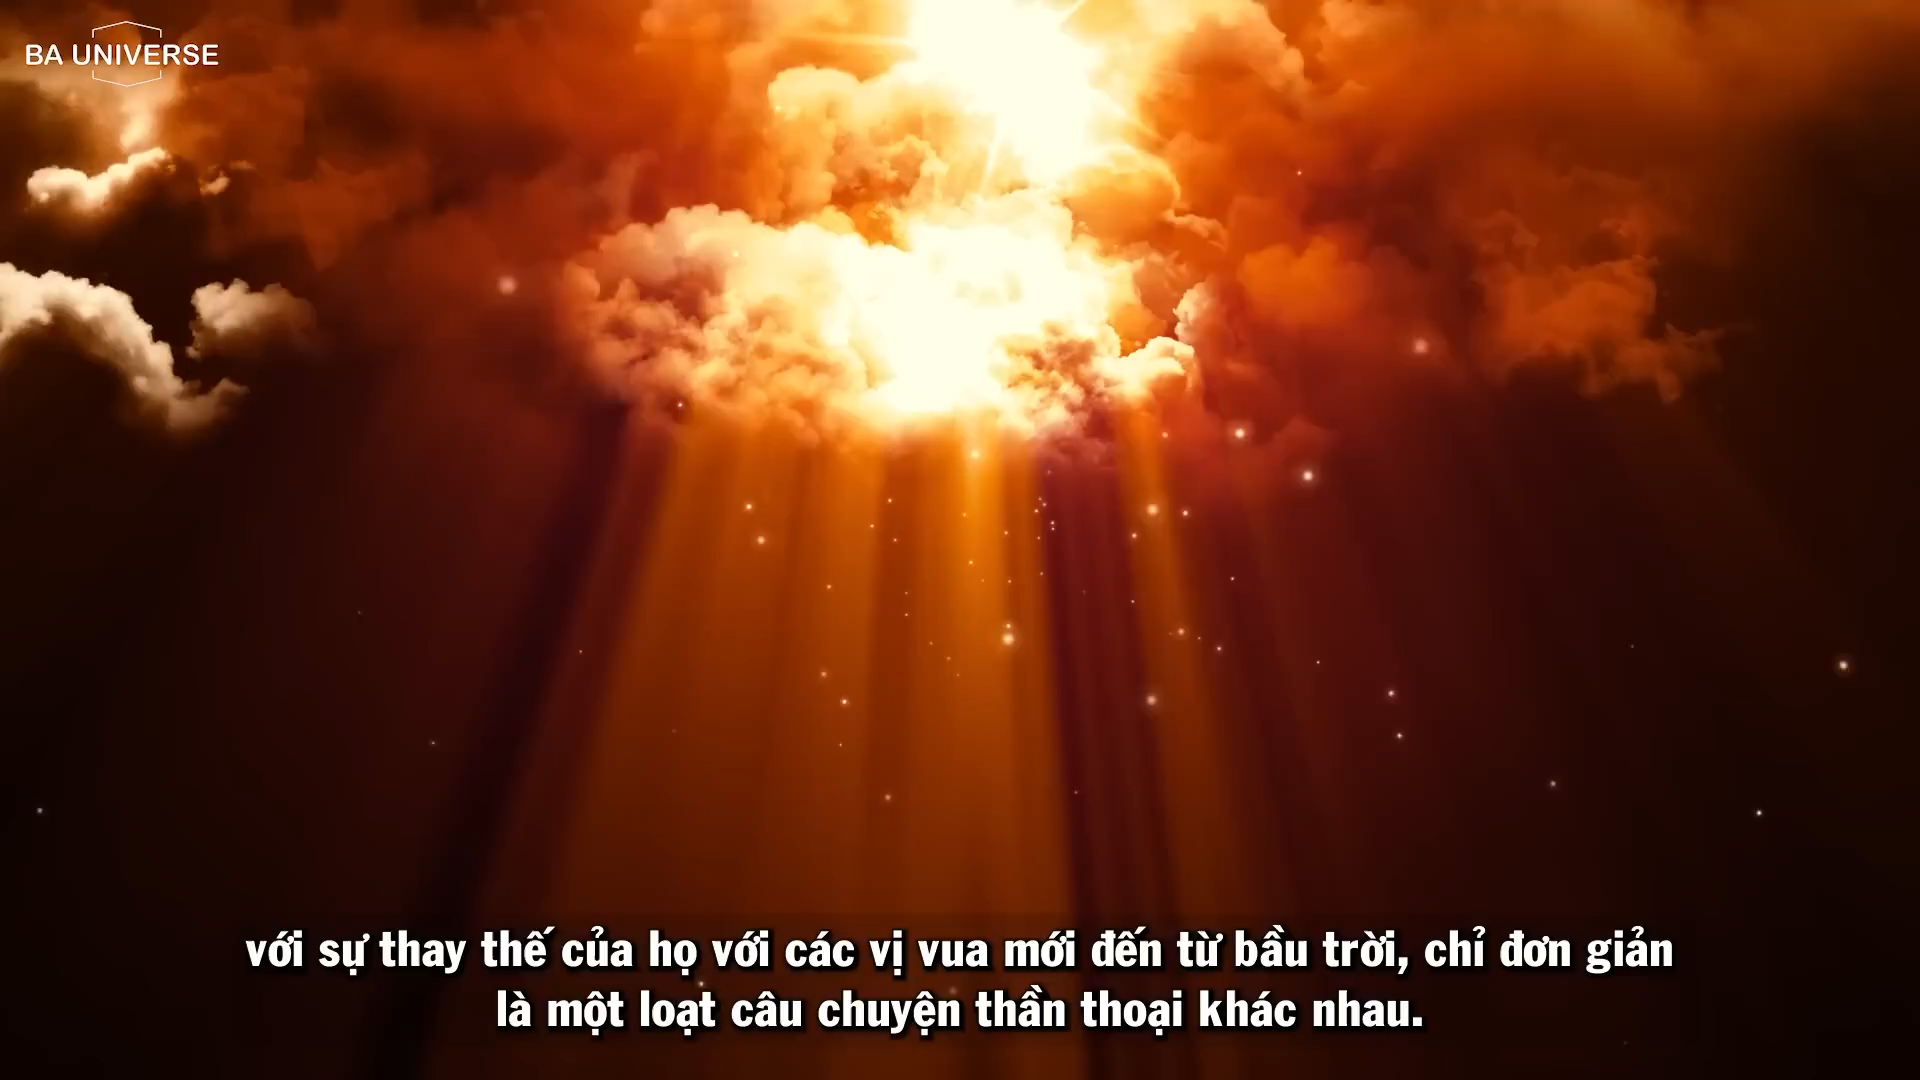 BA UNIVERSE
với sự thay thế của họ với các vị vua mới đến từ bầu trời, chỉ đơn giản
là một loạt câu chuyện thần thoại khác nhau.